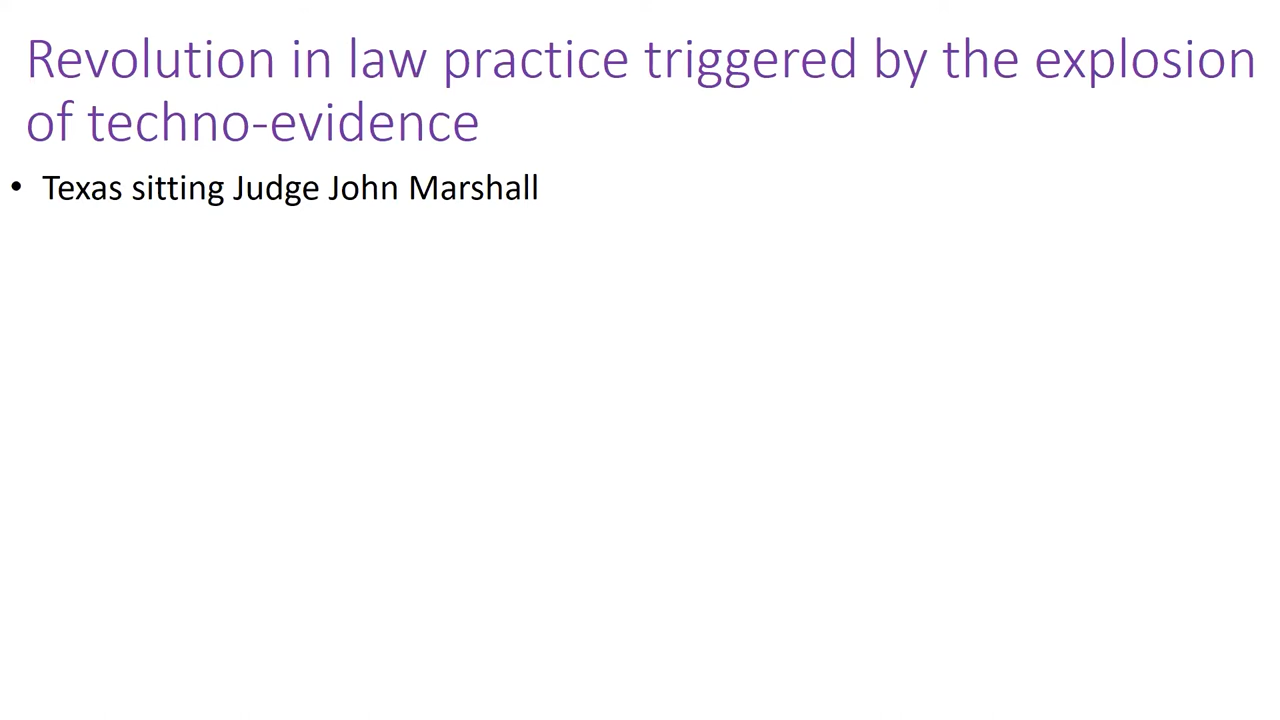 Revolution in law practice triggered by the explosion
of techno-evidence
• Texas sitting Judge John Marshall